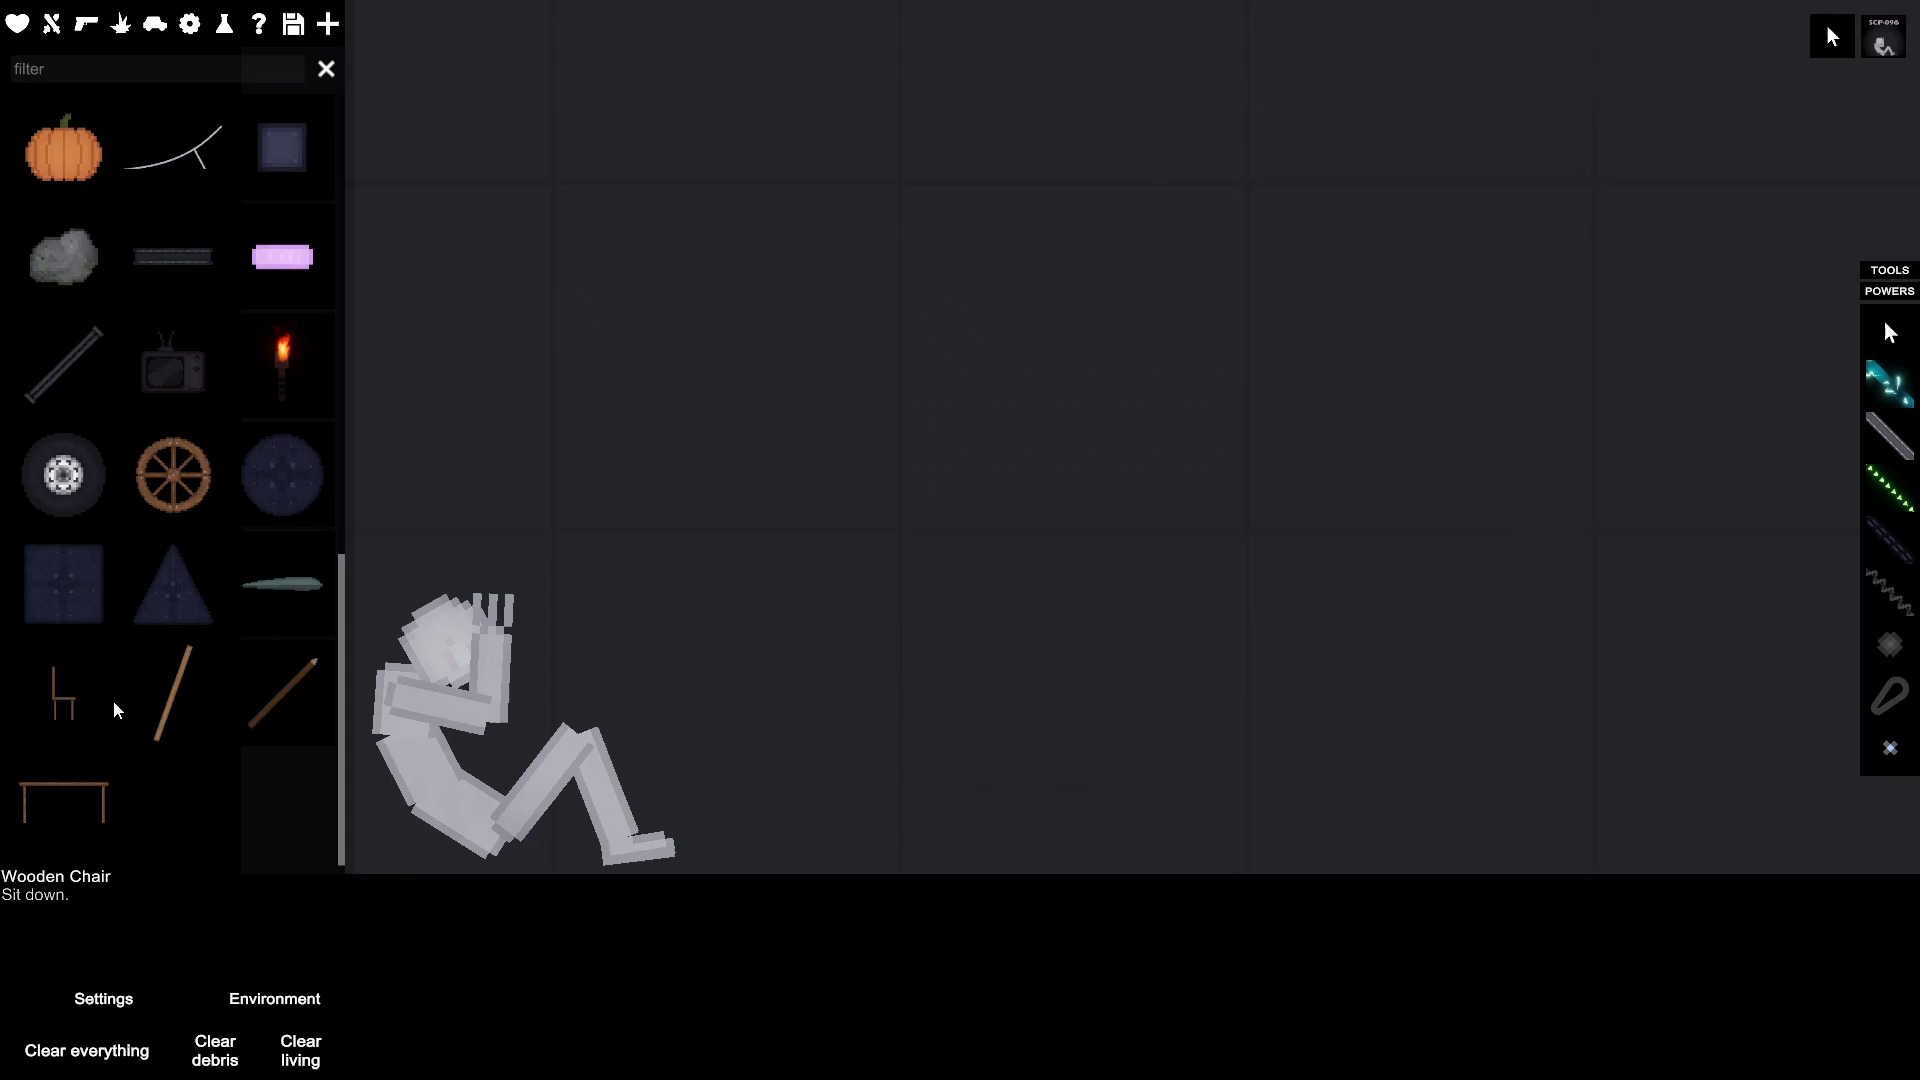 filter
SCP-096
TOOLS
POWERS
Wooden Chair
Sit down.
Settings
Environment
Clear everything
Clear
debris
Clear
living